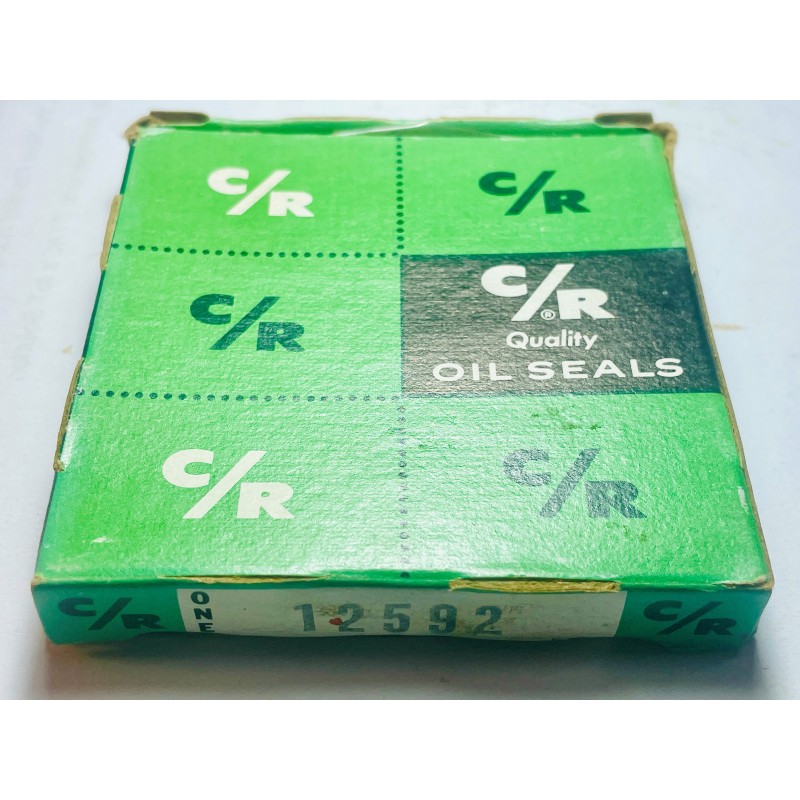 C/R C/R
C/R C/R®
Quality
OIL SEALS
C/R C/R
C/R ONE 12592 C/R